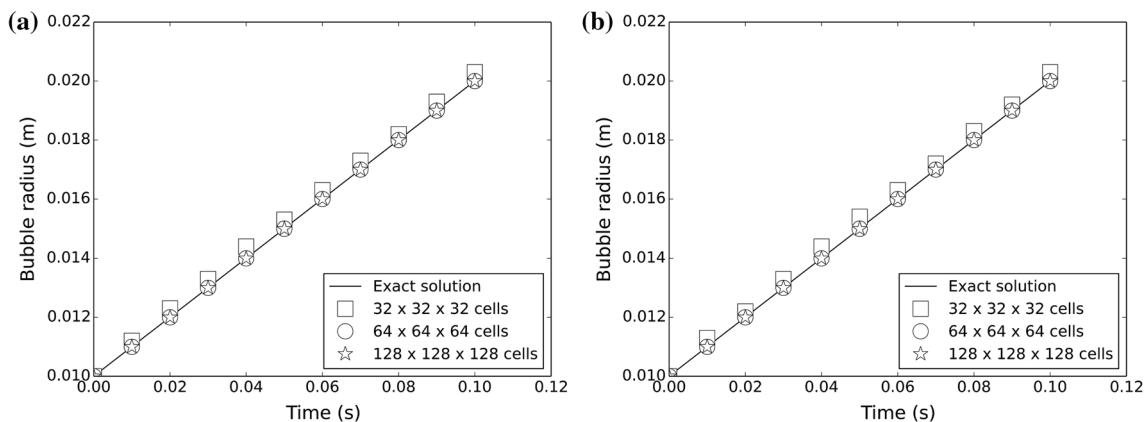 (a)
Bubble radius (m)
0.022
0.020
0.018
0.016
0.014
0.012
0.010
Exact solution
32 x 32 x 32 cells
64 x 64 x 64 cells
128 x 128 x 128 cells
0.00 0.02 0.04 0.06 0.08 0.10 0.12
Time (s)
(b)
Bubble radius (m)
0.022
0.020
0.018
0.016
0.014
0.012
0.010
Exact solution
32 x 32 x 32 cells
64 x 64 x 64 cells
128 x 128 x 128 cells
0.00 0.02 0.04 0.06 0.08 0.10 0.12
Time (s)